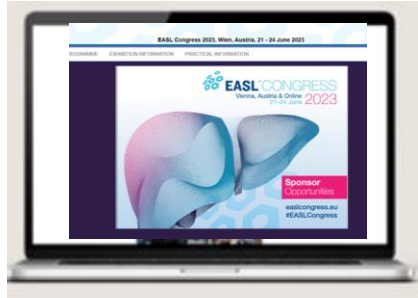 EASL Congress 2023, Wien, Austria, 21 - 24 June 2023
ROGRAMME EXHIBITION INFORMATION PRACTICAL INFORMATION
EASL CONGRESS
Vienna, Austria & Online
21-24 June 2023
Sponsor
Opportunities
easlcongress.eu
#EASLCongress